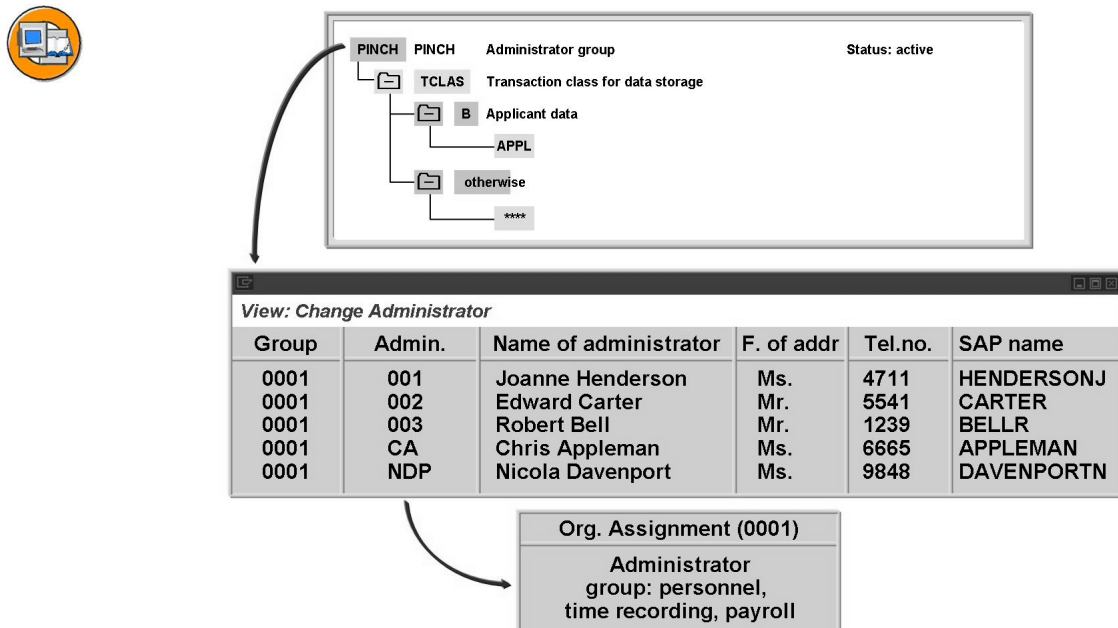 PINCH PINCH Administrator group Status: active
TCLAS Transaction class for data storage
B Applicant data
APPL
otherwise
****
View: Change Administrator
Group Admin. Name of administrator F. of addr Tel.no. SAP name
0001 001 Joanne Henderson Ms. 4711 HENDERSONJ
0001 002 Edward Carter Mr. 5541 CARTER
0001 003 Robert Bell Mr. 1239 BELLR
0001 CA Chris Appleman Ms. 6665 APPLEMAN
0001 NDP Nicola Davenport Ms. 9848 DAVENPORTN
Org. Assignment (0001)
Administrator
group: personnel,
time recording, payroll